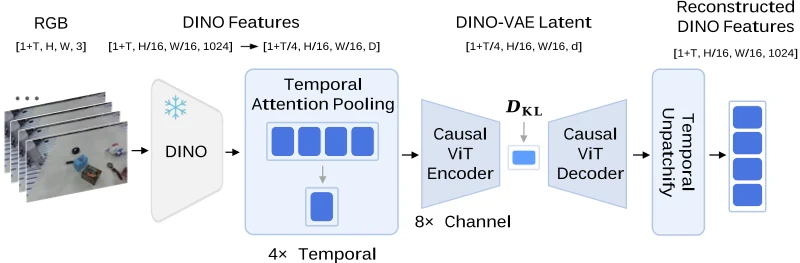 RGB
[1+T, H, W, 3]
DINO Features
[1+T, H/16, W/16, 1024] → [1+T/4, H/16, W/16, D]
DINO-VAE Latent
[1+T/4, H/16, W/16, d]
Reconstructed
DINO Features
[1+T, H/16, W/16, 1024]
DINO
Temporal
Attention Pooling
4× Temporal
Causal
ViT
Encoder
8× Channel
D_KL
Causal
ViT
Decoder
Temporal
Unpatchify